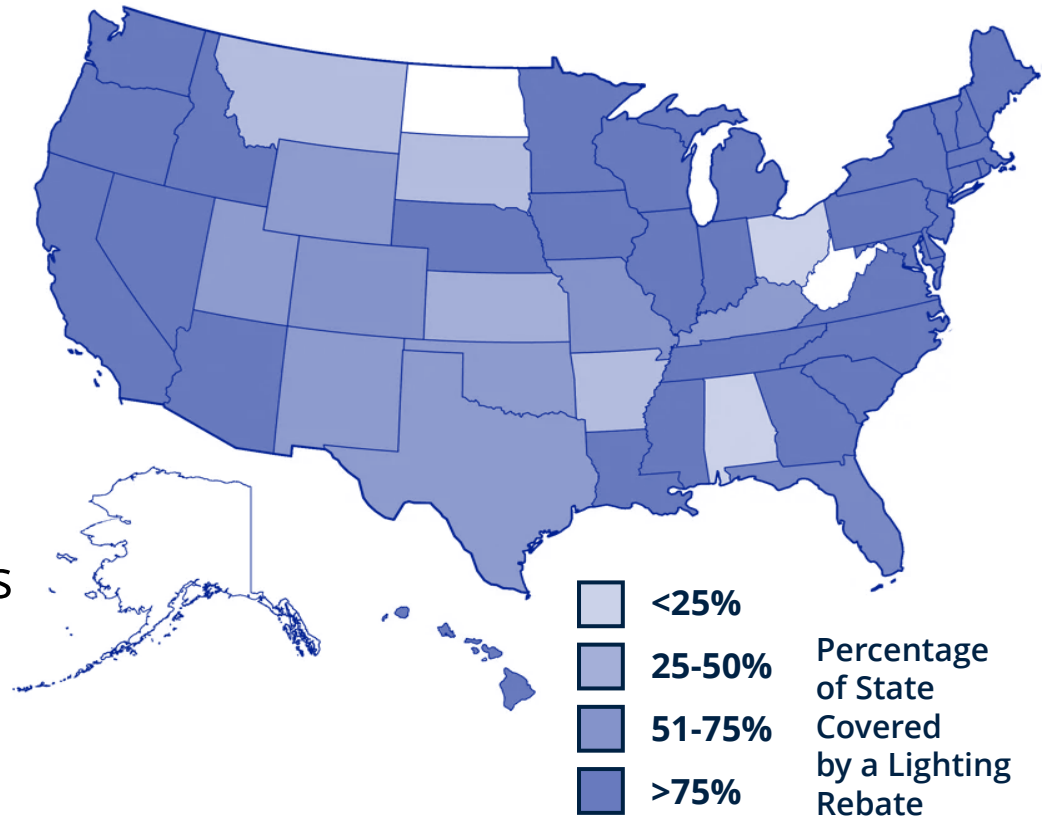 s
<25%
25-50%
51-75%
>75%
Percentage
of State
Covered
by a Lighting
Rebate